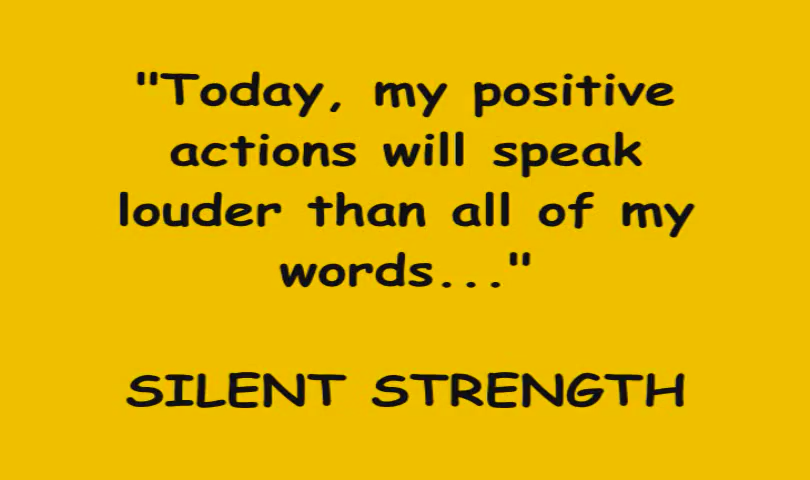 "Today, my positive
actions will speak
louder than all of my
words..."
SILENT STRENGTH